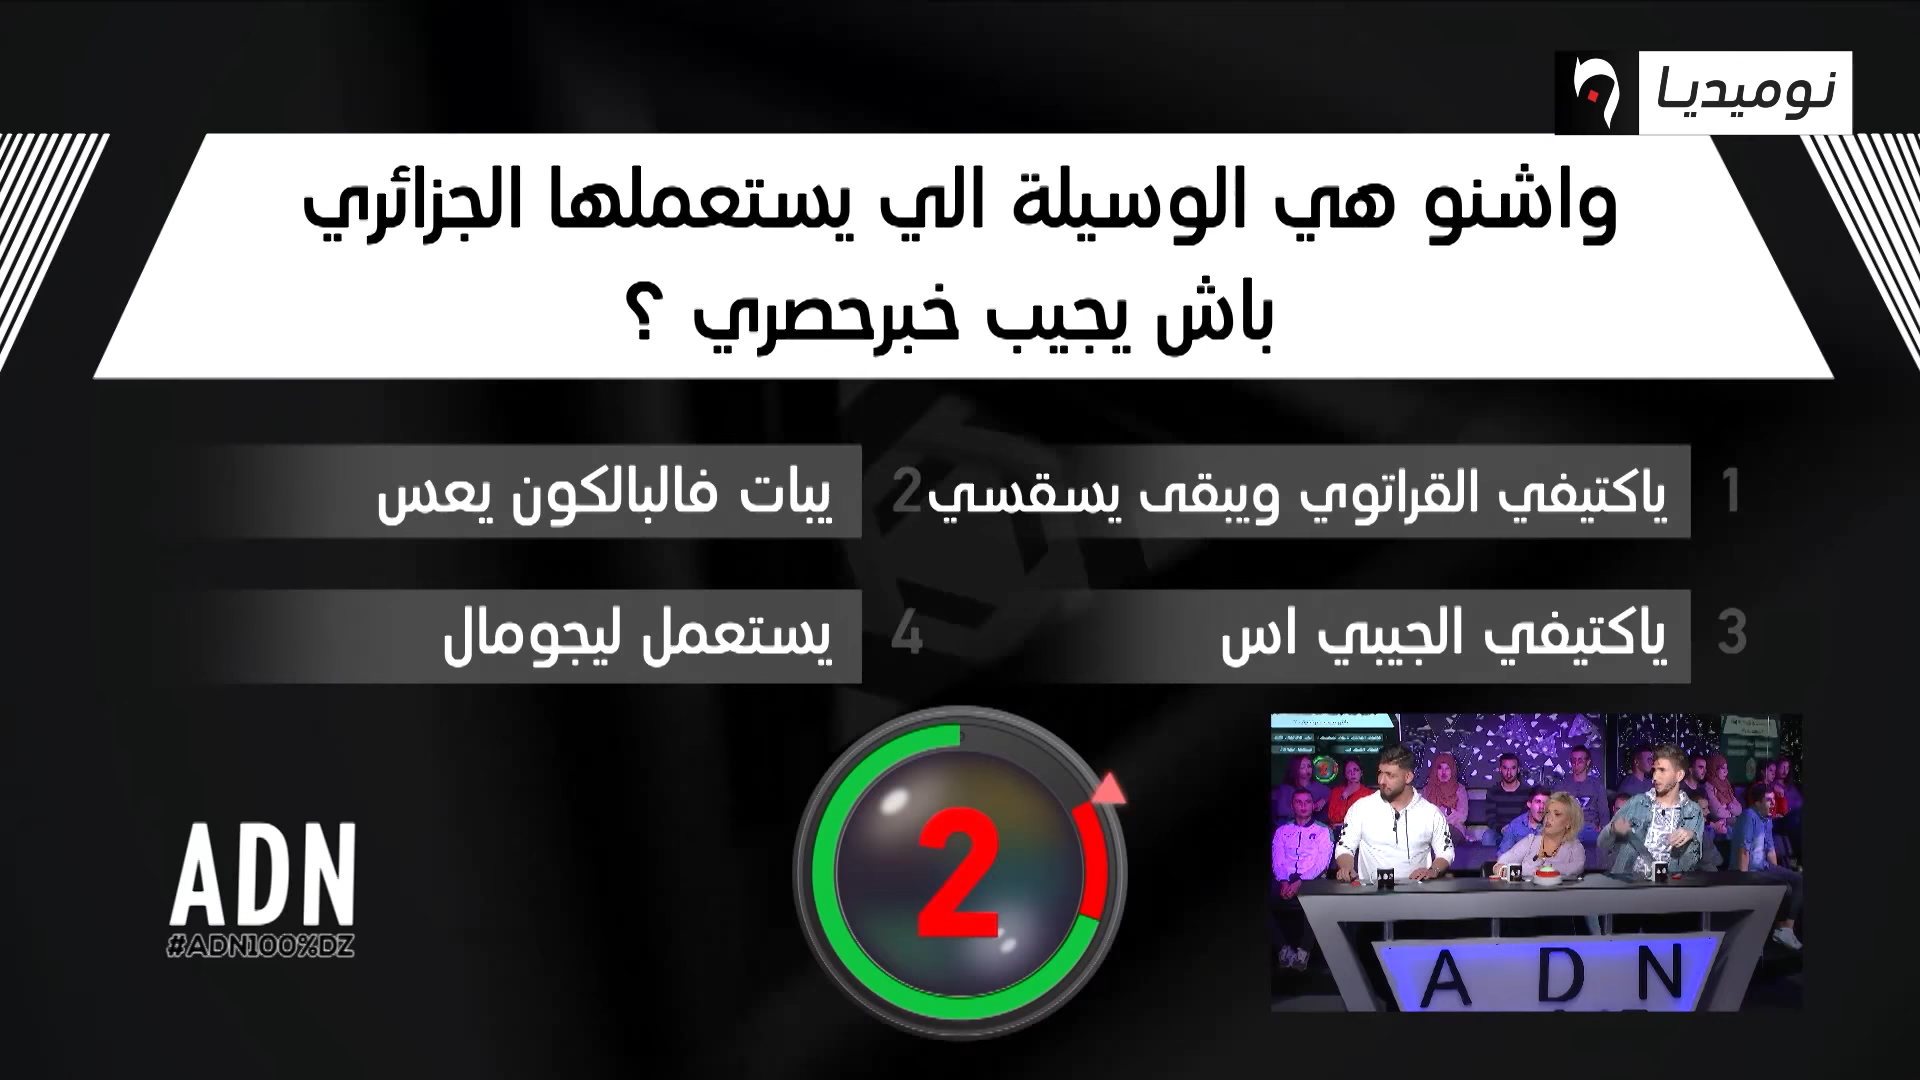 نوميديا
واشنو هي الوسيلة الي يستعملها الجزائري
باش يجيب خبرحصري ؟
1 ياكتيفي القراتوي ويبقى يسقسي
2 يبات فالبالكون يعس
3 ياكتيفي الجيبي اس
4 يستعمل ليجومال
2
ADN
#ADN100%DZ
A D N